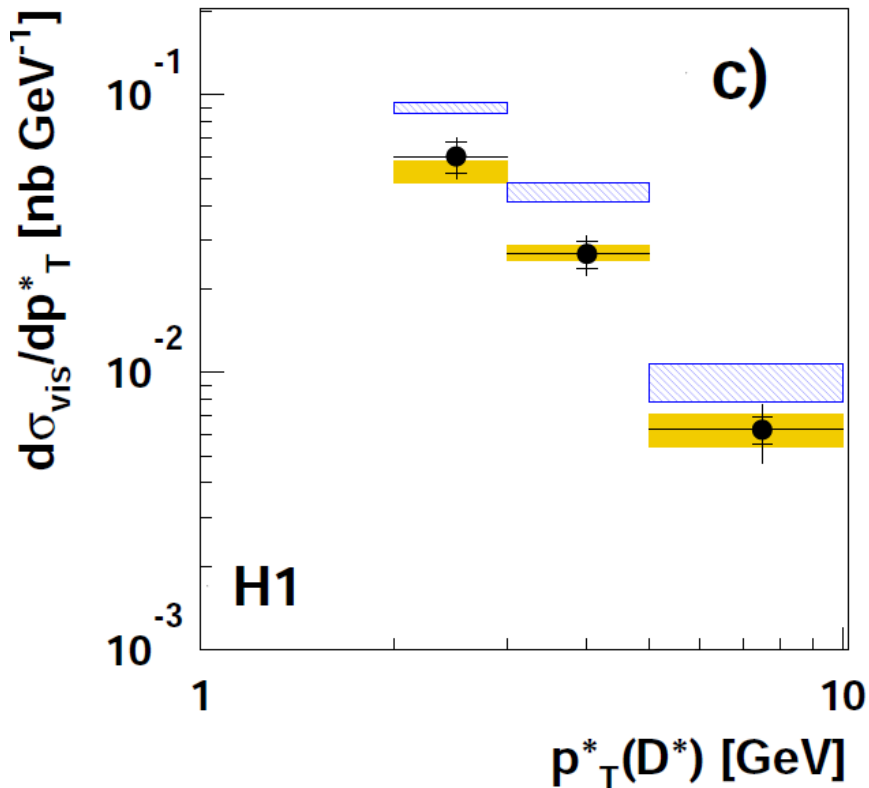 dσ_vis/dp*_T [nb GeV^-1]
c)
10^-1
10^-2
10^-3
H1
1
10
p*_T(D*) [GeV]